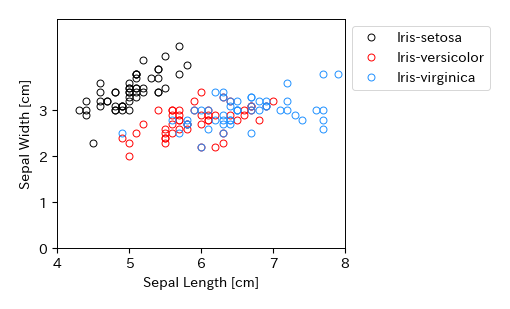 Iris-setosa
Iris-versicolor
Iris-virginica
Sepal Width [cm]
3
2
1
0
4 5 6 7 8
Sepal Length [cm]